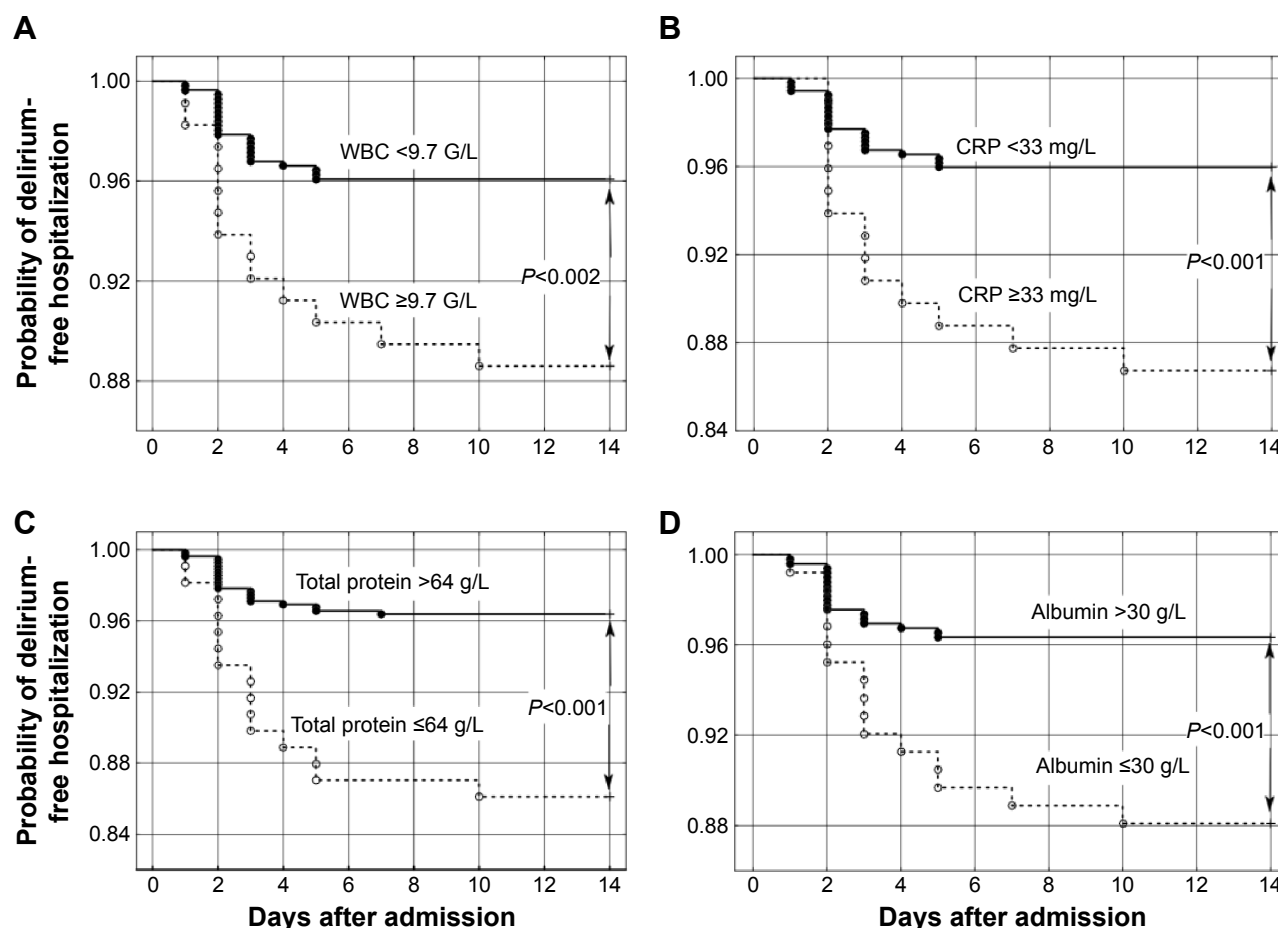 A
Probability of delirium-
free hospitalization
1.00
0.96
0.92
0.88
WBC <9.7 G/L
WBC ≥9.7 G/L
P<0.002
0 2 4 6 8 10 12 14
B
1.00
0.96
0.92
0.88
0.84
CRP <33 mg/L
CRP ≥33 mg/L
P<0.001
0 2 4 6 8 10 12 14
C
Probability of delirium-
free hospitalization
1.00
0.96
0.92
0.88
0.84
Total protein >64 g/L
Total protein ≤64 g/L
P<0.001
0 2 4 6 8 10 12 14
Days after admission
D
1.00
0.96
0.92
0.88
Albumin >30 g/L
Albumin ≤30 g/L
P<0.001
0 2 4 6 8 10 12 14
Days after admission